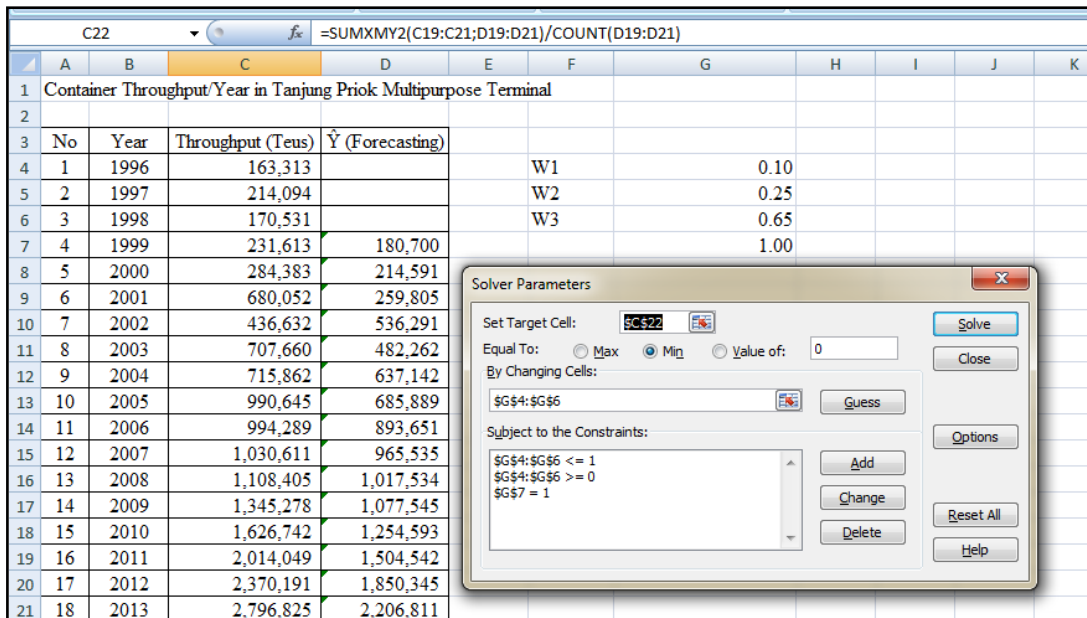 C22 fx =SUMXMY2(C19:C21;D19:D21)/COUNT(D19:D21)
A B C D E F G H I J K
1 Container Throughput/Year in Tanjung Priok Multipurpose Terminal
2
3 No Year Throughput (Teus) Ŷ (Forecasting)
4 1 1996 163,313 W1 0.10
5 2 1997 214,094 W2 0.25
6 3 1998 170,531 W3 0.65
7 4 1999 231,613 180,700 1.00
8 5 2000 284,383 214,591
9 6 2001 680,052 259,805
10 7 2002 436,632 536,291
11 8 2003 707,660 482,262
12 9 2004 715,862 637,142
13 10 2005 990,645 685,889
14 11 2006 994,289 893,651
15 12 2007 1,030,611 965,535
16 13 2008 1,108,405 1,017,534
17 14 2009 1,345,278 1,077,545
18 15 2010 1,626,742 1,254,593
19 16 2011 2,014,049 1,504,542
20 17 2012 2,370,191 1,850,345
21 18 2013 2,796,825 2,206,811
Solver Parameters
Set Target Cell: $C$22 Solve
Equal To: Max Min Value of: 0 Close
By Changing Cells:
$G$4:$G$6 Guess
Subject to the Constraints: Options
$G$4:$G$6 <= 1 Add
$G$4:$G$6 >= 0
$G$7 = 1 Change
Reset All
Delete
Help